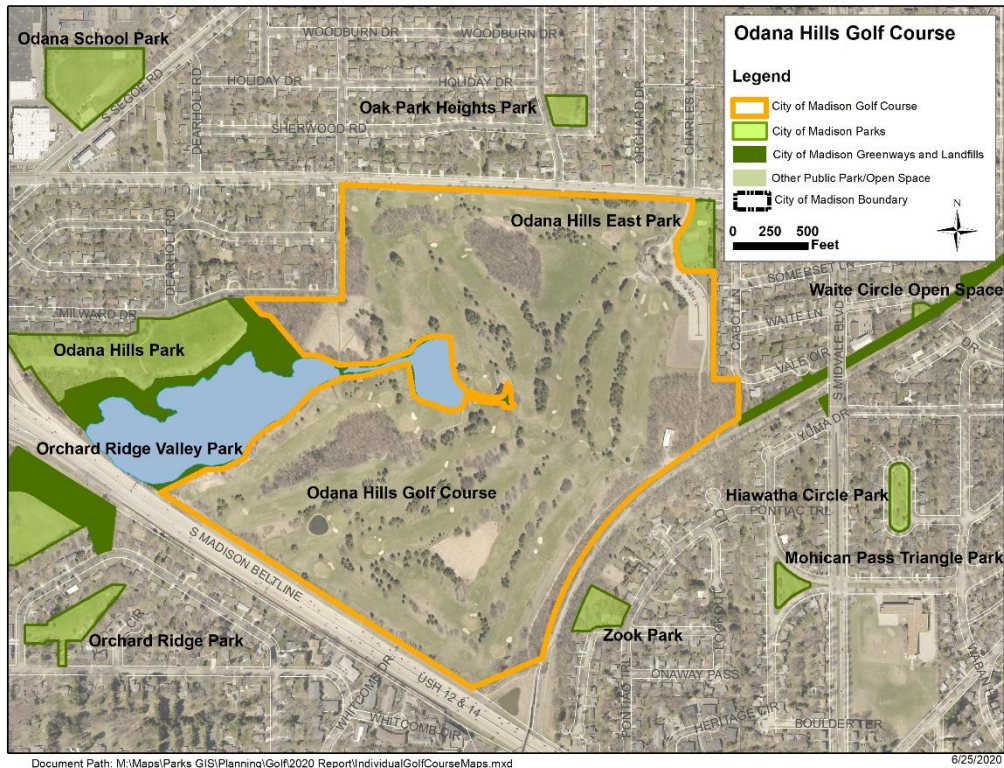 Odana Hills Golf Course
Legend
City of Madison Golf Course
City of Madison Parks
City of Madison Greenways and Landfills
Other Public Park/Open Space
City of Madison Boundary
N
0 250 500
Feet
Odana School Park
S SEGOE RD
WOODBURN DR
WOODBURN DR
HOLIDAY DR
HOLIDAY DR
DEARHOLT RD
Oak Park Heights Park
SHERWOOD RD
ORCHARD DR
CHARLES LN
Odana Hills East Park
DEARHOLT RD
SOMERSET LN
Waite Circle Open Space
MILWARD DR
WAITE LN
CABOT LN
S MIDVALE BLVD
DR
Odana Hills Park
VALE CIR
YUMA DR
Orchard Ridge Valley Park
Odana Hills Golf Course
Hiawatha Circle Park
PONTIAC TRL
S MADISON BELTLINE
Mohican Pass Triangle Park
CIR
Orchard Ridge Park
Zook Park
USH 12 & 14
WHITCOMB DR
WHITCOMB CIR
PONTIAC TRL
ONAWAY PASS
HERITAGE CIR
BOULDER TER
Document Path: M:\Maps\Parks GIS\Planning\Golf\2020 Report\IndividualGolfCourseMaps.mxd
6/25/2020